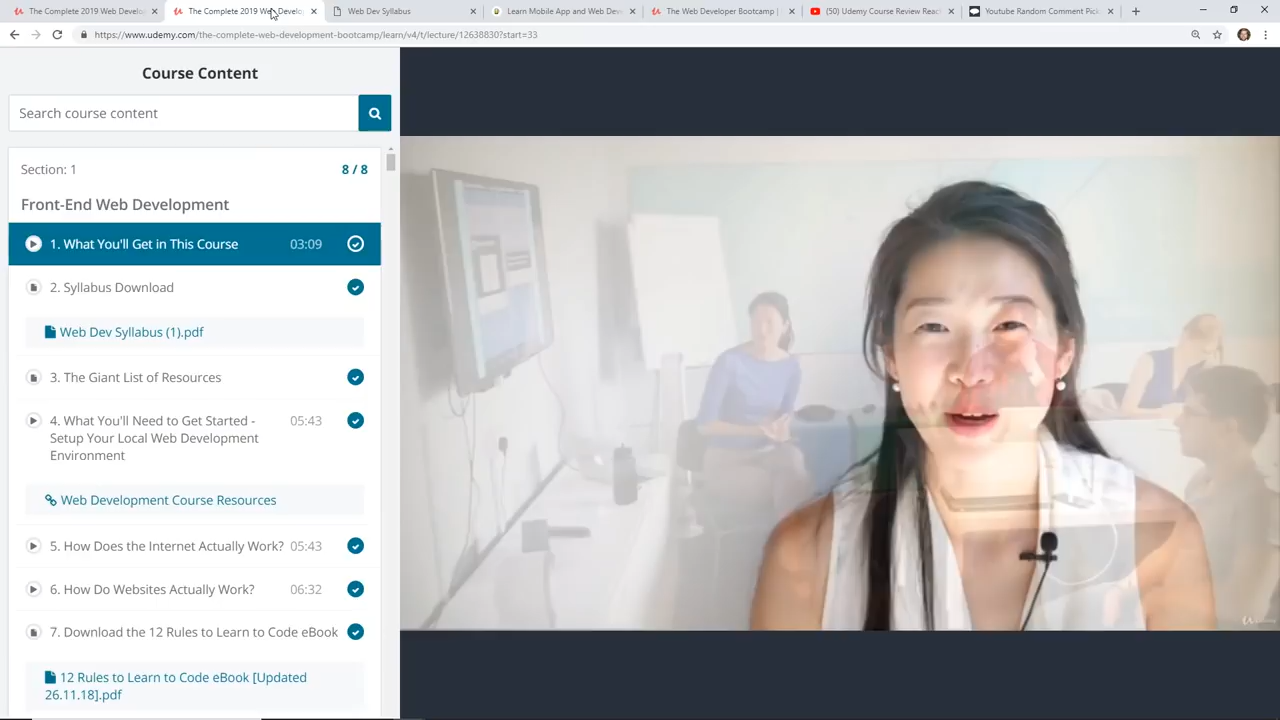 The Complete 2019 Web Develo
The Complete 2019 Web Develo
Web Dev Syllabus
Learn Mobile App and Web Dev
The Web Developer Bootcamp |
(50) Udemy Course Review Reac
Youtube Random Comment Pick
https://www.udemy.com/the-complete-web-development-bootcamp/learn/v4/t/lecture/12638830?start=33
Course Content
Search course content
Section: 1 8 / 8
Front-End Web Development
1. What You'll Get in This Course 03:09
2. Syllabus Download
Web Dev Syllabus (1).pdf
3. The Giant List of Resources
4. What You'll Need to Get Started - 05:43
Setup Your Local Web Development
Environment
Web Development Course Resources
5. How Does the Internet Actually Work? 05:43
6. How Do Websites Actually Work? 06:32
7. Download the 12 Rules to Learn to Code eBook
12 Rules to Learn to Code eBook [Updated
26.11.18].pdf